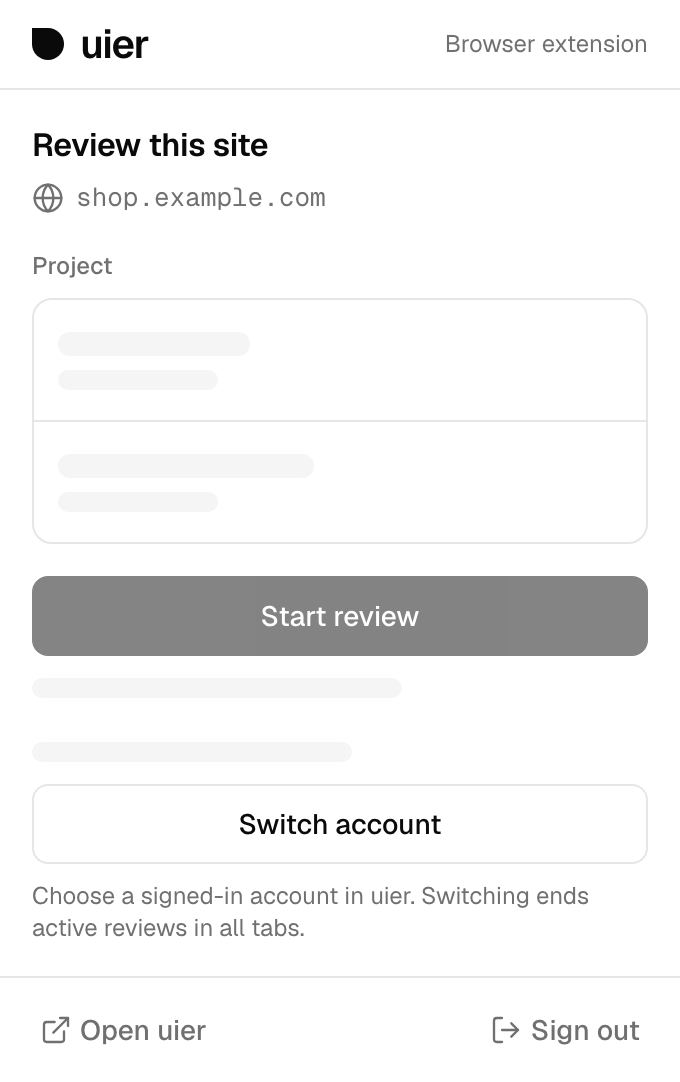 uier
Browser extension
Review this site
shop.example.com
Project
Start review
Switch account
Choose a signed-in account in uier. Switching ends
active reviews in all tabs.
Open uier
Sign out